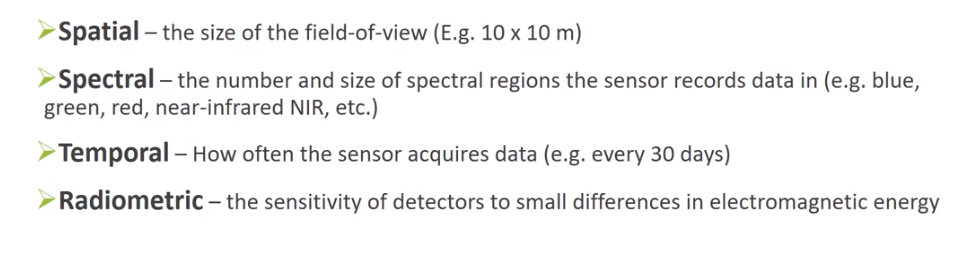 Spatial – the size of the field-of-view (E.g. 10 x 10 m)
Spectral – the number and size of spectral regions the sensor records data in (e.g. blue,
green, red, near-infrared NIR, etc.)
Temporal – How often the sensor acquires data (e.g. every 30 days)
Radiometric – the sensitivity of detectors to small differences in electromagnetic energy